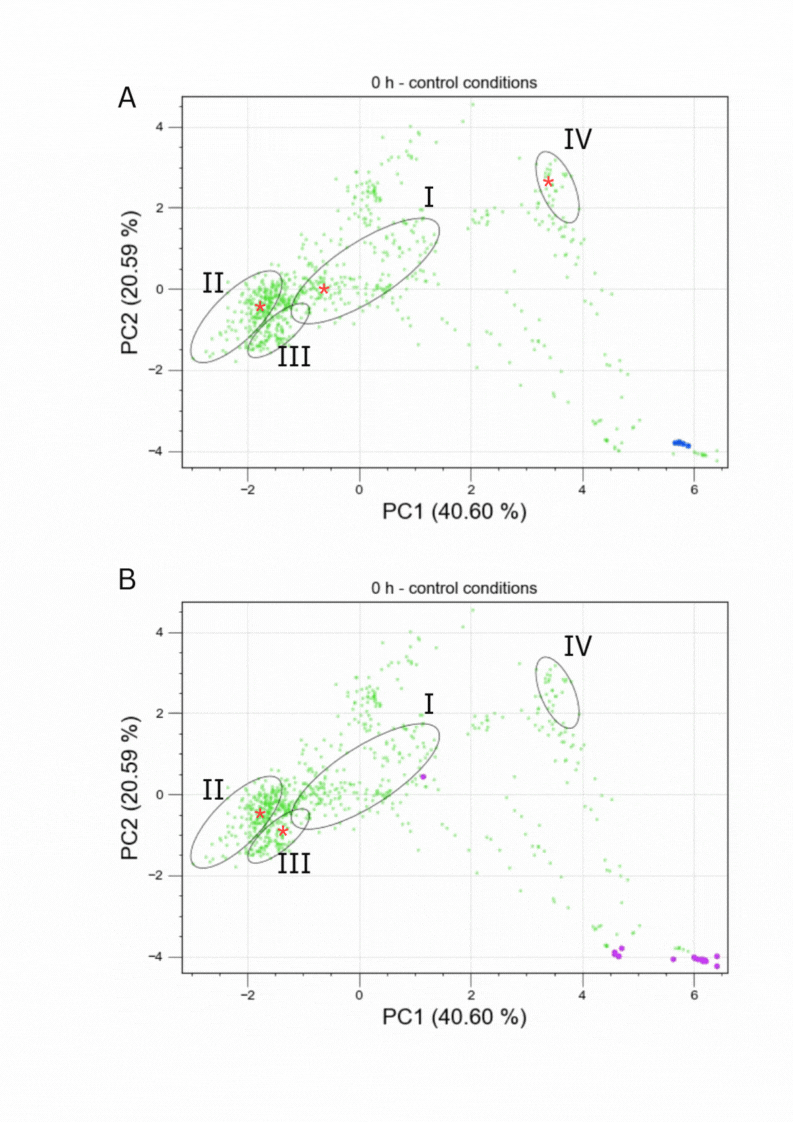 A
0 h - control conditions
IV
I
II
III
4
2
0
−2
−4
PC2 (20.59 %)
−2 0 2 4 6
PC1 (40.60 %)
B
0 h - control conditions
IV
I
II
III
4
2
0
−2
−4
PC2 (20.59 %)
−2 0 2 4 6
PC1 (40.60 %)